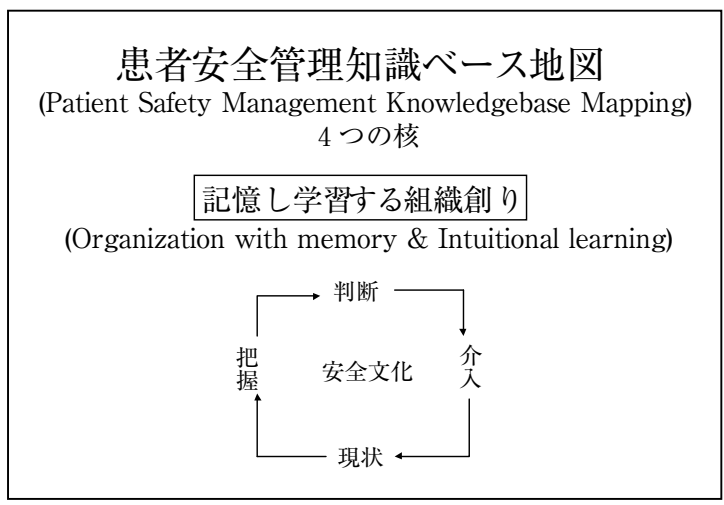 患者安全管理知識ベース地図
(Patient Safety Management Knowledgebase Mapping)
4つの核
記憶し学習する組織創り
(Organization with memory & Intuitional learning)
判断
把握
安全文化
介入
現状